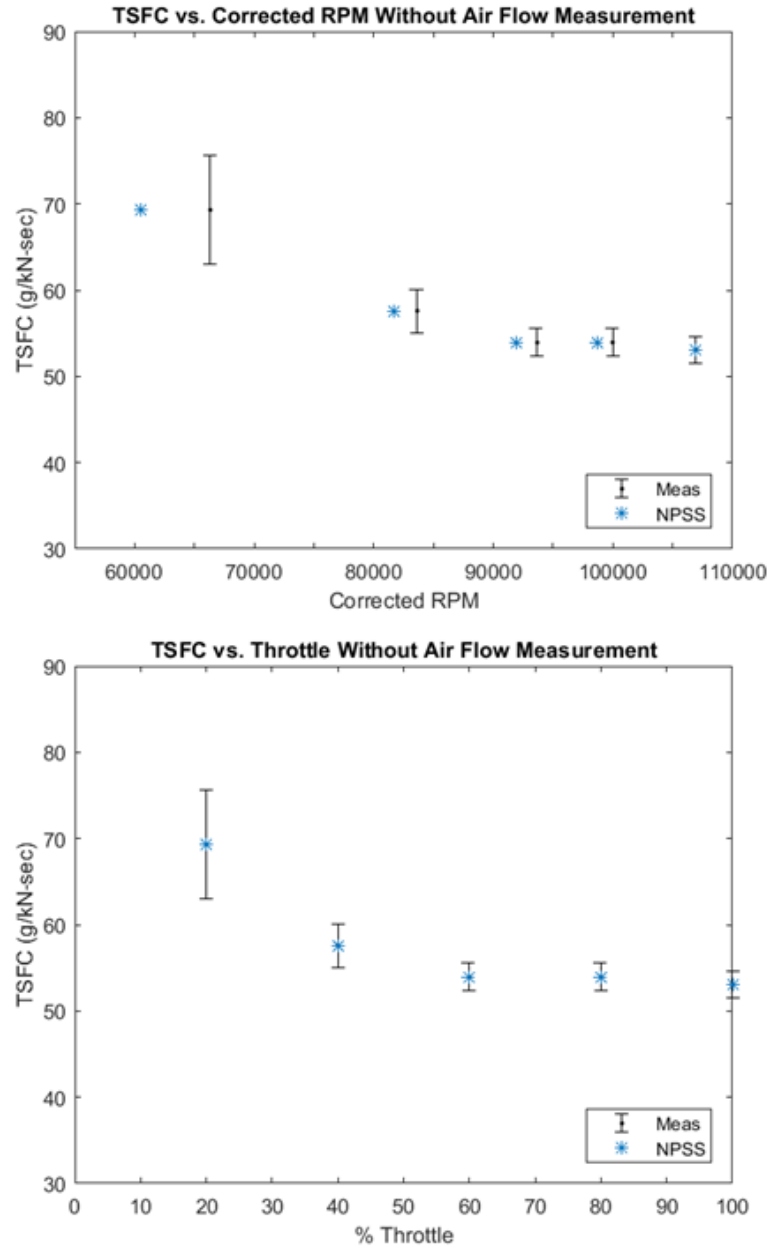 TSFC vs. Corrected RPM Without Air Flow Measurement
90
80
70
60
50
40
30
TSFC (g/kN-sec)
Meas
NPSS
60000 70000 80000 90000 100000 110000
Corrected RPM
TSFC vs. Throttle Without Air Flow Measurement
90
80
70
60
50
40
30
TSFC (g/kN-sec)
Meas
NPSS
0 10 20 30 40 50 60 70 80 90 100
% Throttle